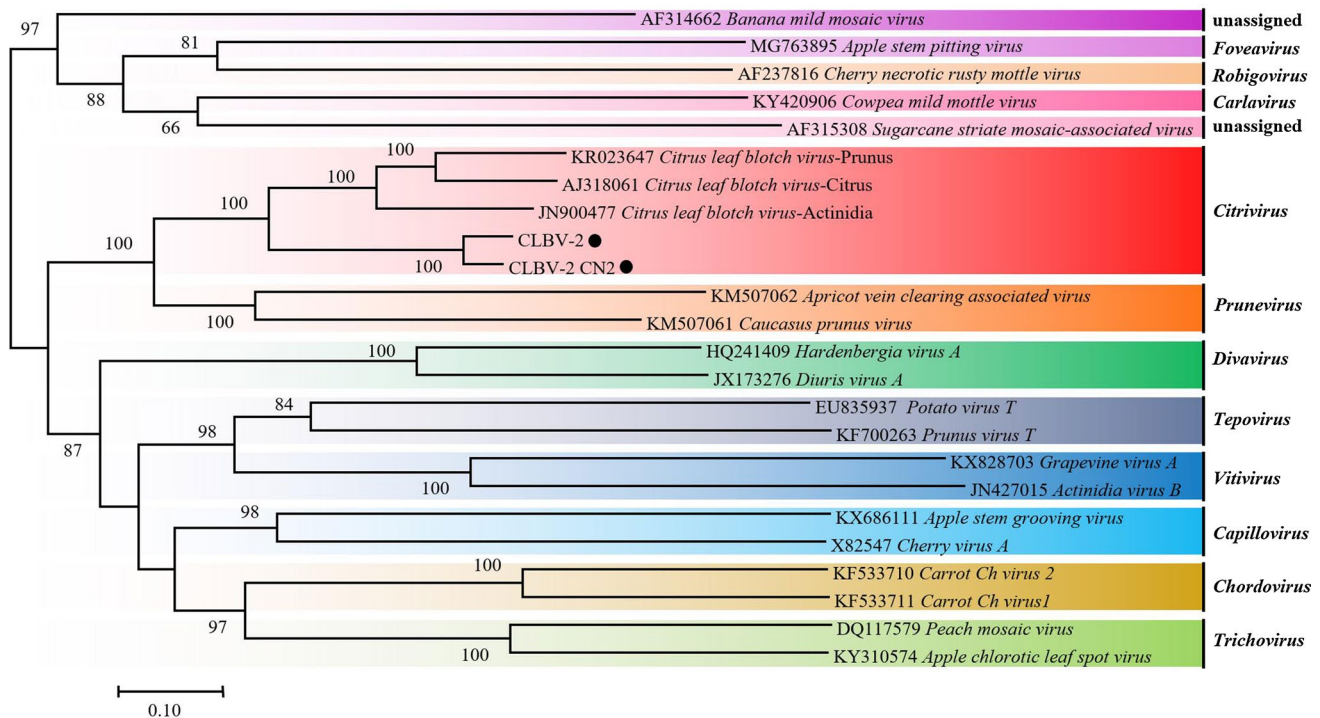 97
AF314662 Banana mild mosaic virus
unassigned
81
MG763895 Apple stem pitting virus
Foveavirus
AF237816 Cherry necrotic rusty mottle virus
Robigovirus
88
KY420906 Cowpea mild mottle virus
Carlavirus
66
AF315308 Sugarcane striate mosaic-associated virus
unassigned
100
KR023647 Citrus leaf blotch virus-Prunus
100
AJ318061 Citrus leaf blotch virus-Citrus
100
JN900477 Citrus leaf blotch virus-Actinidia
Citrivirus
100
CLBV-2
100
CLBV-2 CN2
KM507062 Apricot vein clearing associated virus
Prunevirus
100
KM507061 Caucasus prunus virus
100
HQ241409 Hardenbergia virus A
Divavirus
JX173276 Diuris virus A
84
EU835937 Potato virus T
Tepovirus
98
KF700263 Prunus virus T
87
KX828703 Grapevine virus A
Vitivirus
100
JN427015 Actinidia virus B
98
KX686111 Apple stem grooving virus
Capillovirus
X82547 Cherry virus A
100
KF533710 Carrot Ch virus 2
Chordovirus
KF533711 Carrot Ch virus1
97
DQ117579 Peach mosaic virus
Trichovirus
100
KY310574 Apple chlorotic leaf spot virus
0.10